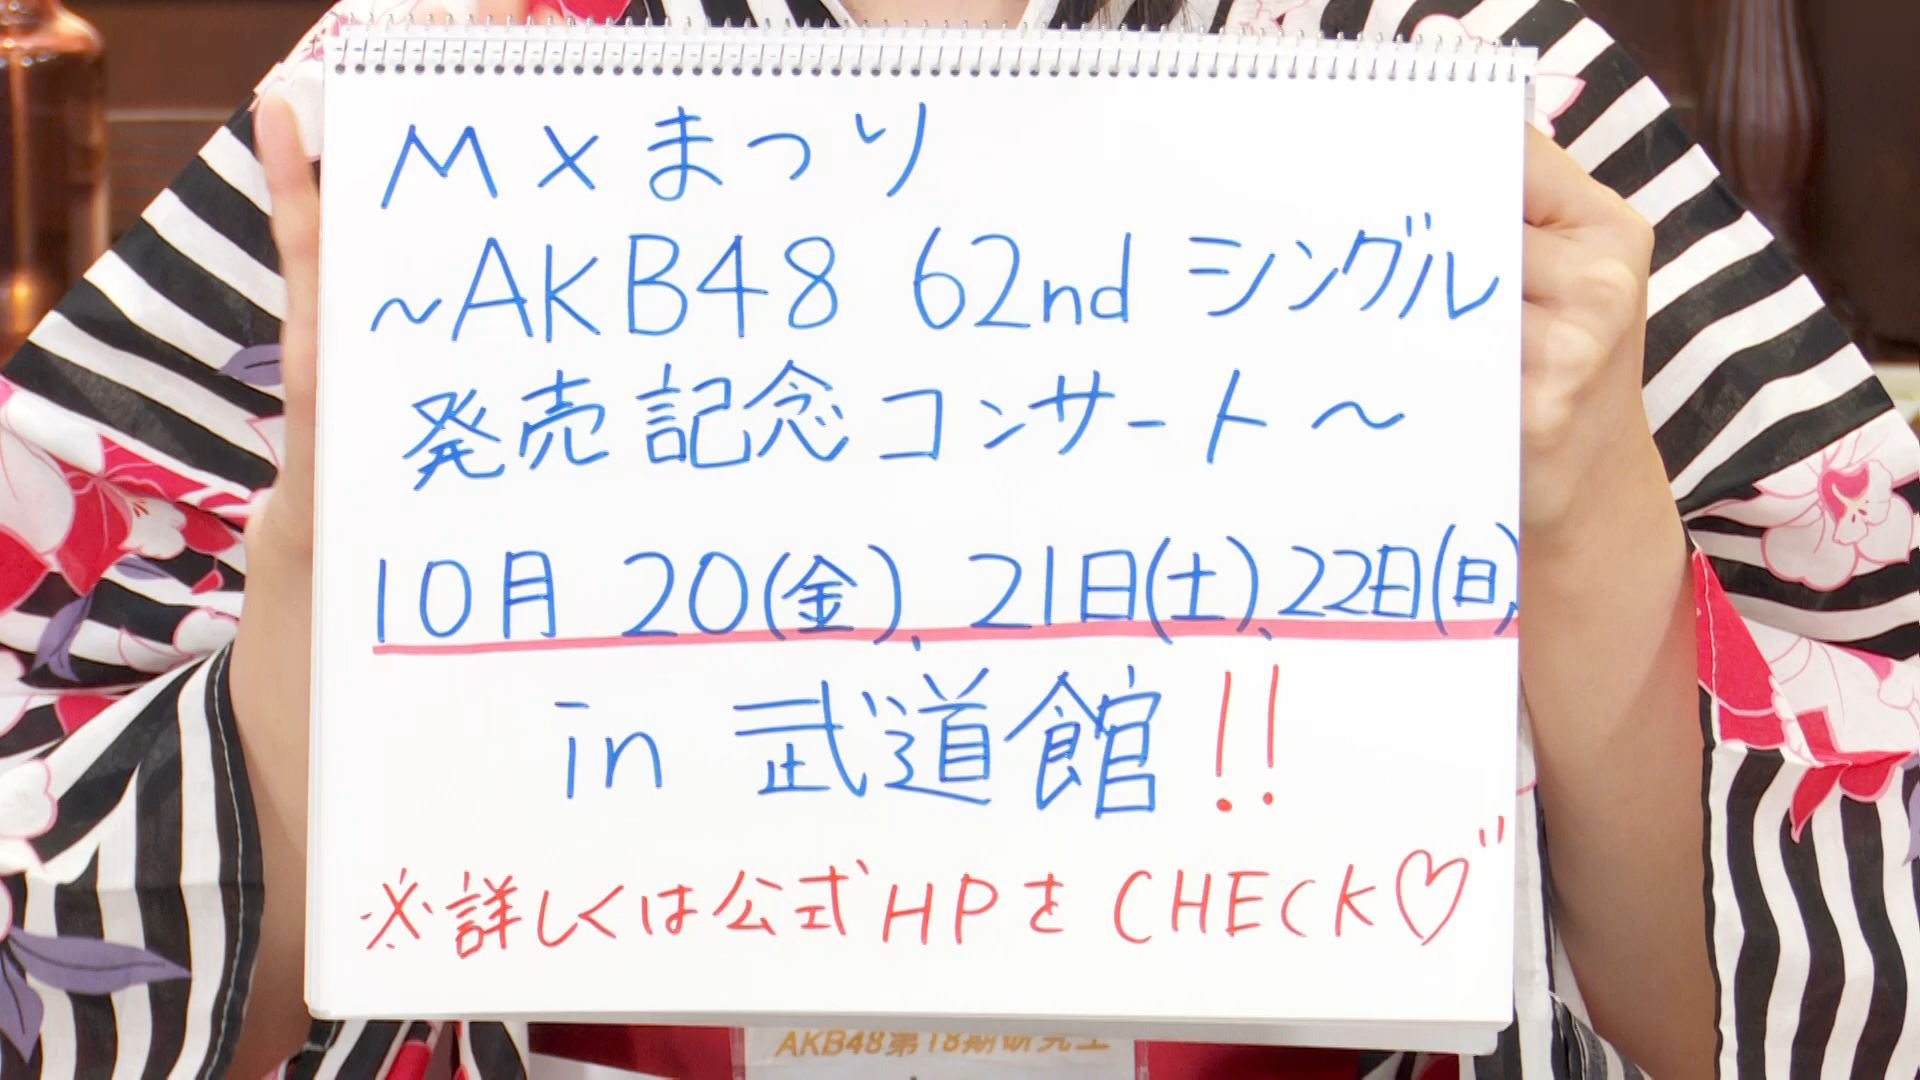 MXまつり
~AKB48 62nd シングル
発売記念コンサート~
10月 20(金)、21日(土)、22日(日)
in 武道館!!
※詳しくは公式HPをCHECK♡
AKB48第18期研究生